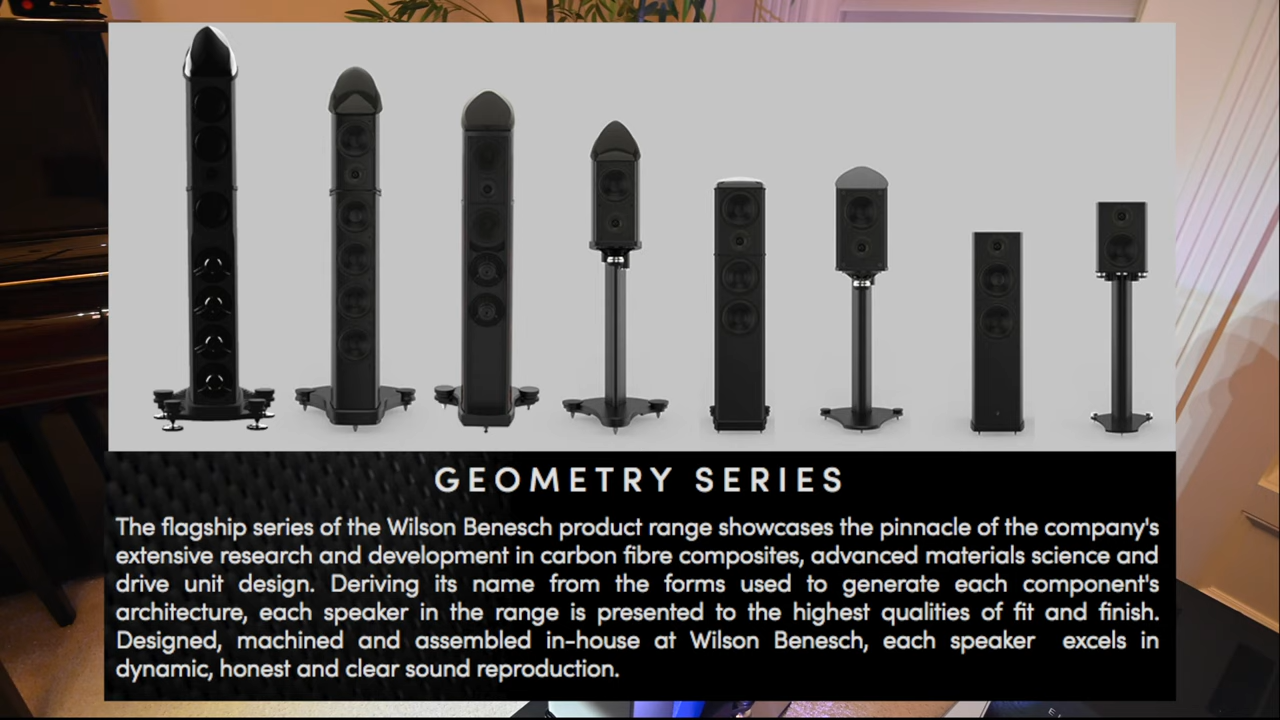 GEOMETRY SERIES
The flagship series of the Wilson Benesch product range showcases the pinnacle of the company's
extensive research and development in carbon fibre composites, advanced materials science and
drive unit design. Deriving its name from the forms used to generate each component's
architecture, each speaker in the range is presented to the highest qualities of fit and finish.
Designed, machined and assembled in-house at Wilson Benesch, each speaker excels in
dynamic, honest and clear sound reproduction.